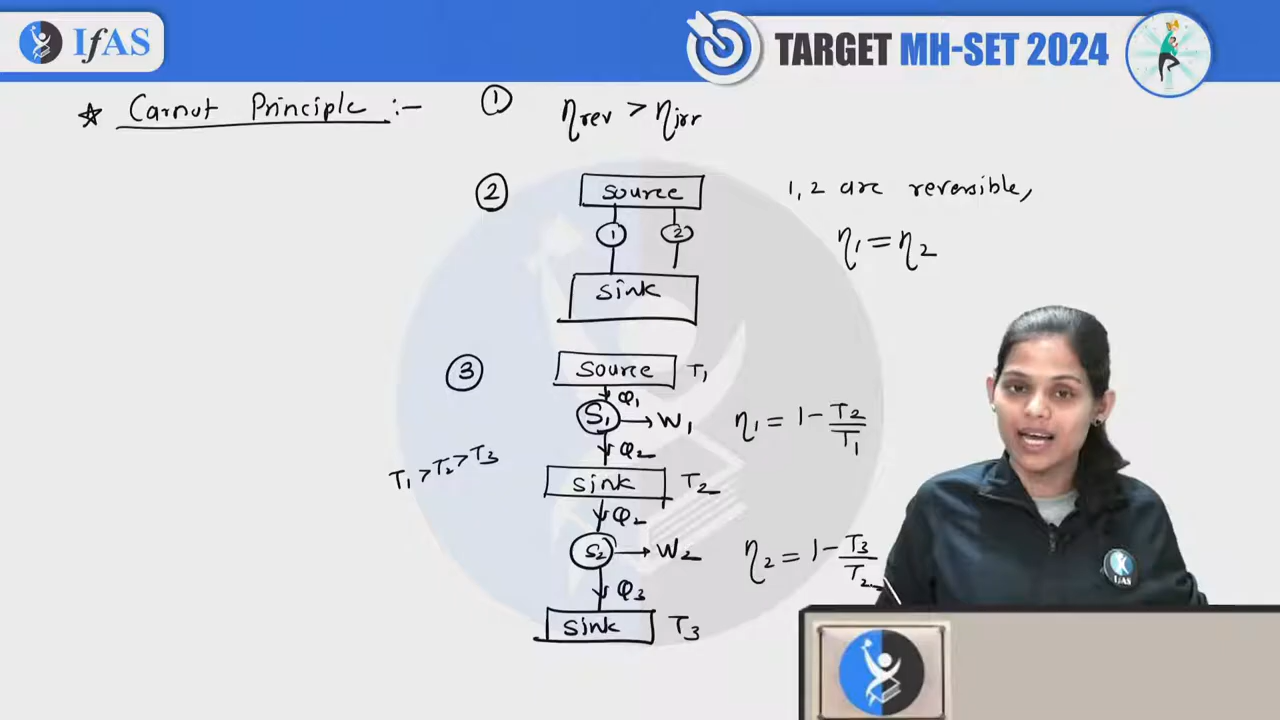 IfAS
TARGET MH-SET 2024
☆ Carnot Principle :-
① ηrev > ηirr
②
source
1
2
sink
1, 2 are reversible,
η1 = η2
③
source T1
Q1
S1 → W1
Q2
sink T2
Q2
S2 → W2
Q3
sink T3
T1 > T2 > T3
η1 = 1 - T2/T1
η2 = 1 - T3/T2
IfAS